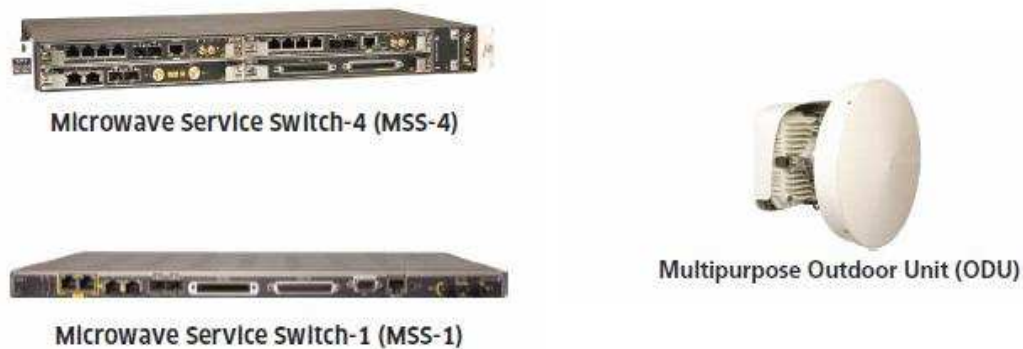 Microwave Service Switch-4 (MSS-4)
Multipurpose Outdoor Unit (ODU)
Microwave Service Switch-1 (MSS-1)